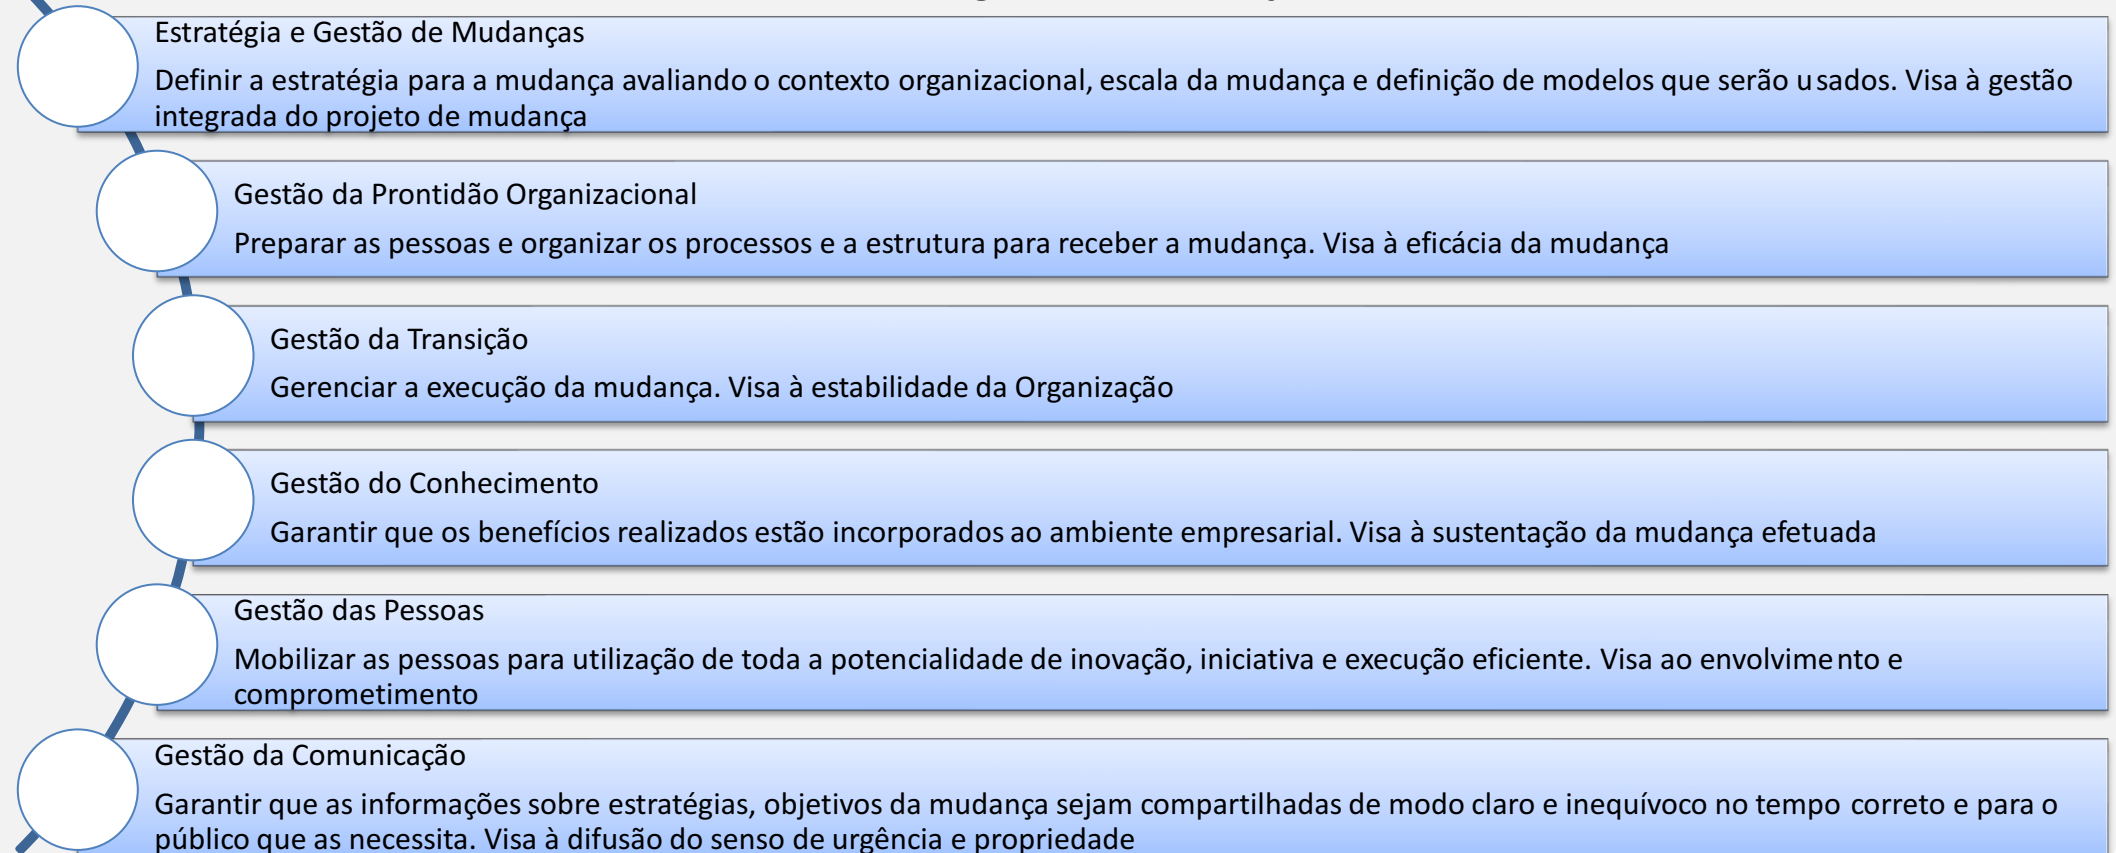 Estratégia e Gestão de Mudanças
Definir a estratégia para a mudança avaliando o contexto organizacional, escala da mudança e definição de modelos que serão usados. Visa à gestão
integrada do projeto de mudança
Gestão da Prontidão Organizacional
Preparar as pessoas e organizar os processos e a estrutura para receber a mudança. Visa à eficácia da mudança
Gestão da Transição
Gerenciar a execução da mudança. Visa à estabilidade da Organização
Gestão do Conhecimento
Garantir que os benefícios realizados estão incorporados ao ambiente empresarial. Visa à sustentação da mudança efetuada
Gestão das Pessoas
Mobilizar as pessoas para utilização de toda a potencialidade de inovação, iniciativa e execução eficiente. Visa ao envolvimento e
comprometimento
Gestão da Comunicação
Garantir que as informações sobre estratégias, objetivos da mudança sejam compartilhadas de modo claro e inequívoco no tempo correto e para o
público que as necessita. Visa à difusão do senso de urgência e propriedade